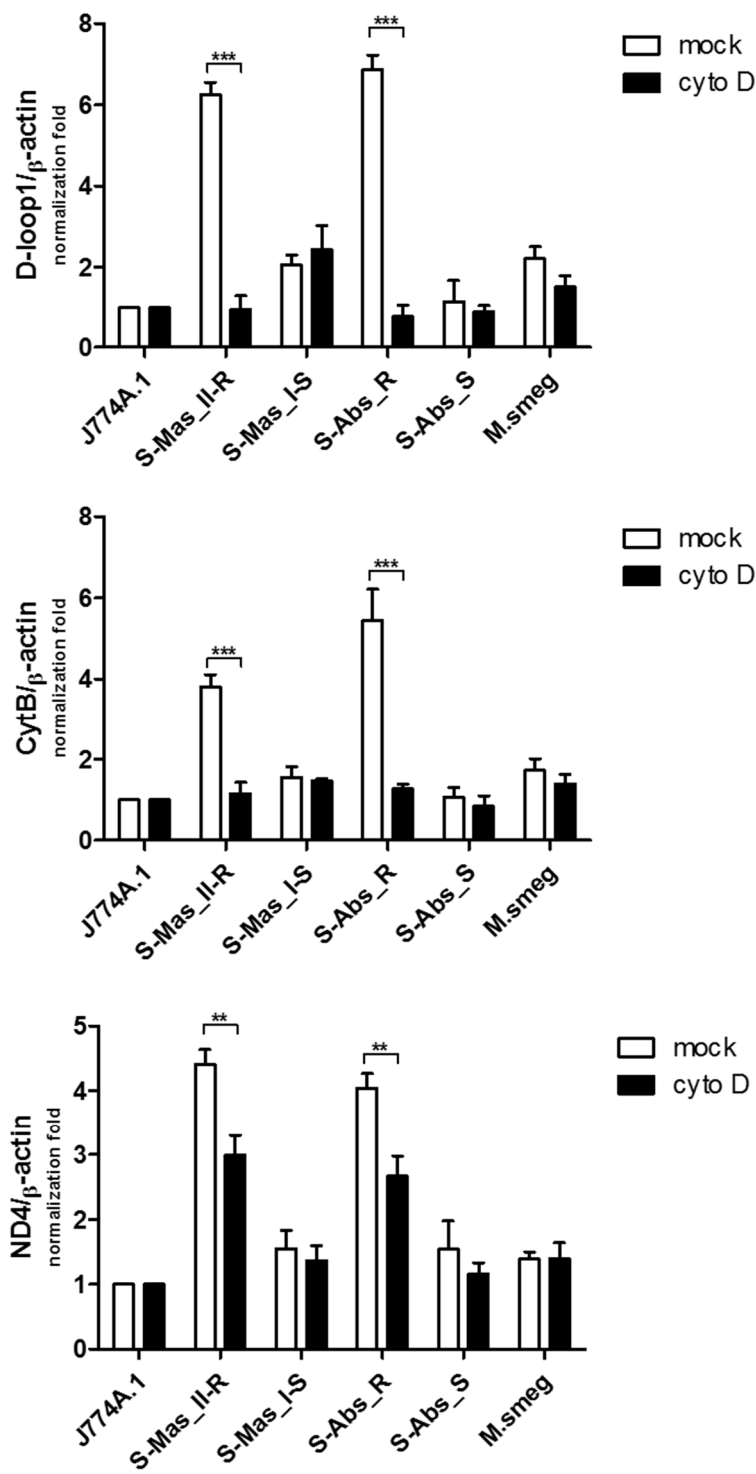 D-loop1/β-actin
normalization fold
8
6
4
2
0
***
***
mock
cyto D
J774A.1
S-Mas_II-R
S-Mas_I-S
S-Abs_R
S-Abs_S
M.smeg
CytB/β-actin
normalization fold
8
6
4
2
0
***
***
mock
cyto D
J774A.1
S-Mas_II-R
S-Mas_I-S
S-Abs_R
S-Abs_S
M.smeg
ND4/β-actin
normalization fold
5
4
3
2
1
0
**
**
mock
cyto D
J774A.1
S-Mas_II-R
S-Mas_I-S
S-Abs_R
S-Abs_S
M.smeg